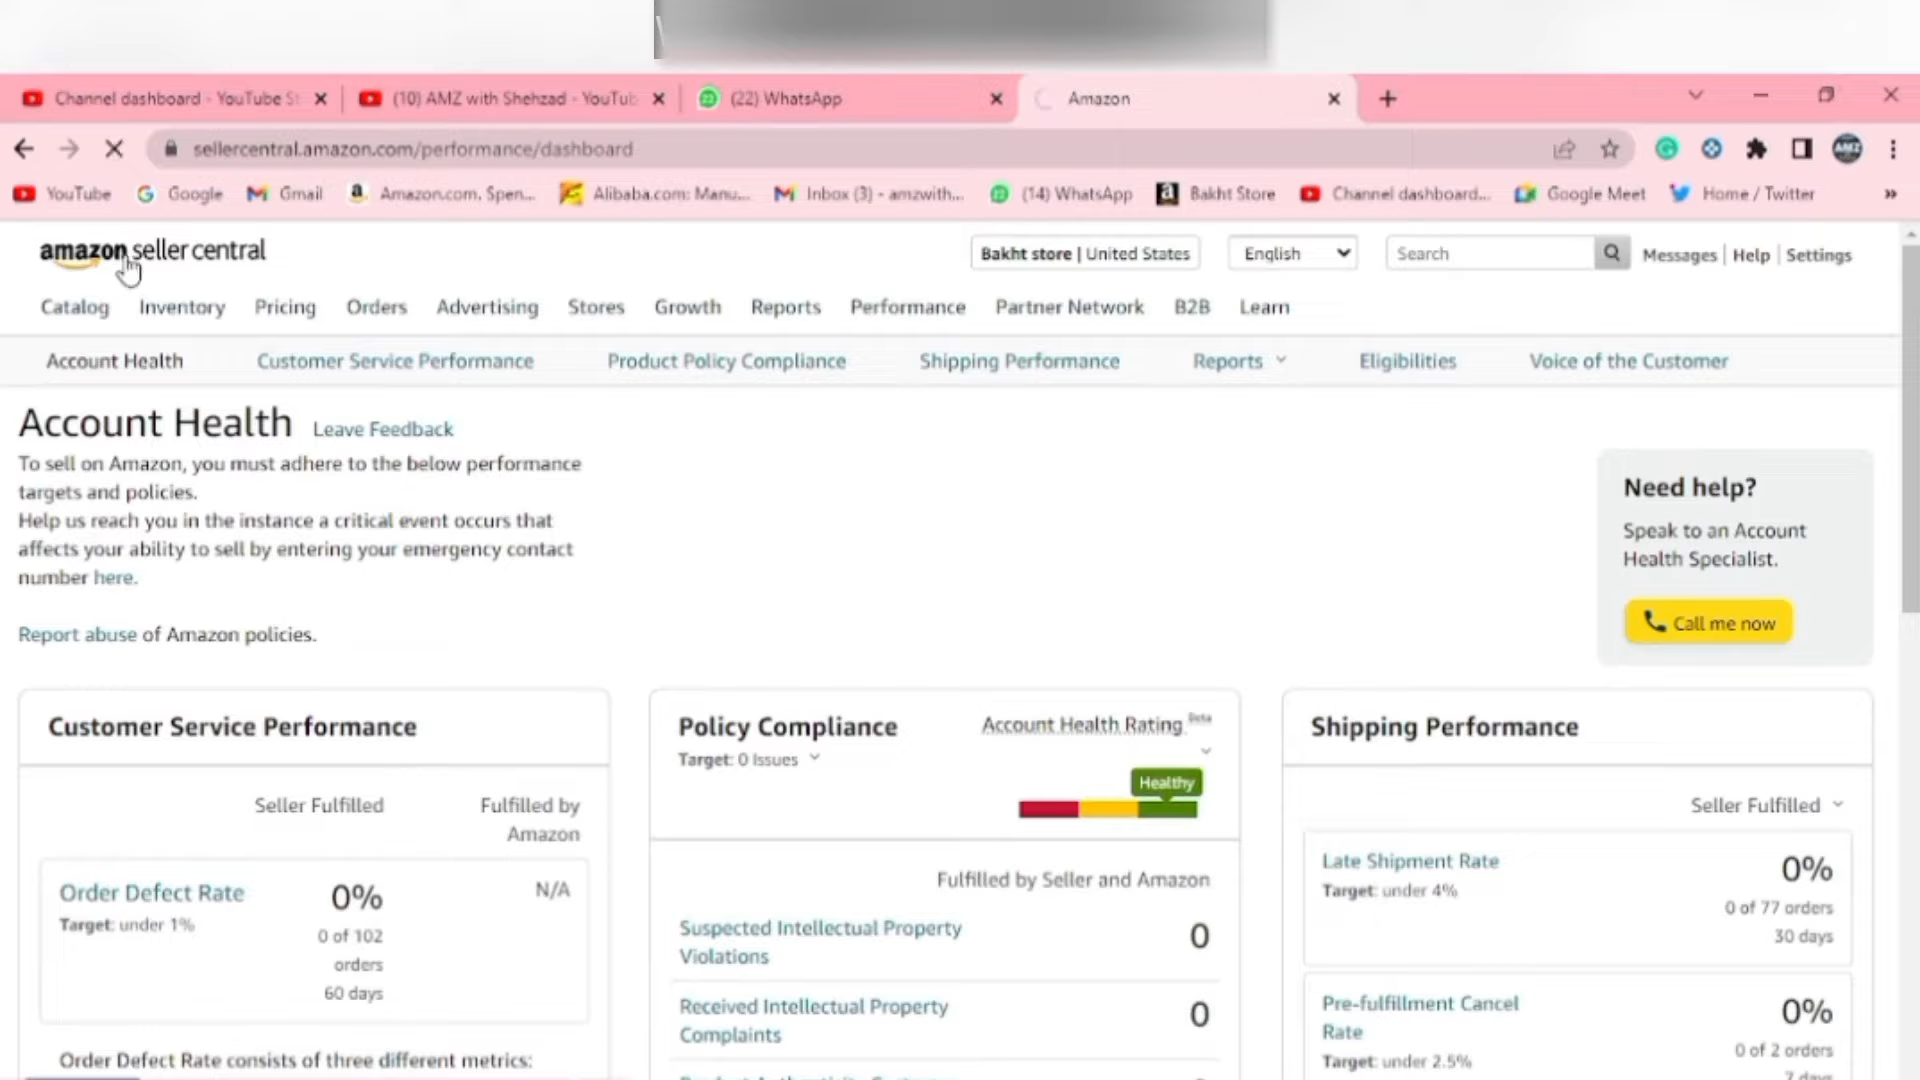 Channel dashboard - YouTube St
(10) AMZ with Shehzad - YouTub
(22) WhatsApp
Amazon
sellercentral.amazon.com/performance/dashboard
YouTube
Google
Gmail
Amazon.com. Spen...
Alibaba.com: Manu...
Inbox (3) - amzwith...
(14) WhatsApp
Bakht Store
Channel dashboard...
Google Meet
Home / Twitter
»
amazon seller central
Bakht store | United States
English
Search
Messages | Help | Settings
Catalog Inventory Pricing Orders Advertising Stores Growth Reports Performance Partner Network B2B Learn
Account Health Customer Service Performance Product Policy Compliance Shipping Performance Reports Eligibilities Voice of the Customer
Account Health Leave Feedback
To sell on Amazon, you must adhere to the below performance
targets and policies.
Help us reach you in the instance a critical event occurs that
affects your ability to sell by entering your emergency contact
number here.
Report abuse of Amazon policies.
Need help?
Speak to an Account
Health Specialist.
Call me now
Customer Service Performance
Seller Fulfilled
Fulfilled by
Amazon
Order Defect Rate
Target: under 1%
0%
0 of 102
orders
60 days
N/A
Order Defect Rate consists of three different metrics:
Policy Compliance
Target: 0 Issues
Account Health Rating Beta
Healthy
Fulfilled by Seller and Amazon
Suspected Intellectual Property
Violations
0
Received Intellectual Property
Complaints
0
Shipping Performance
Seller Fulfilled
Late Shipment Rate
Target: under 4%
0%
0 of 77 orders
30 days
Pre-fulfillment Cancel
Rate
Target: under 2.5%
0%
0 of 2 orders
7 days